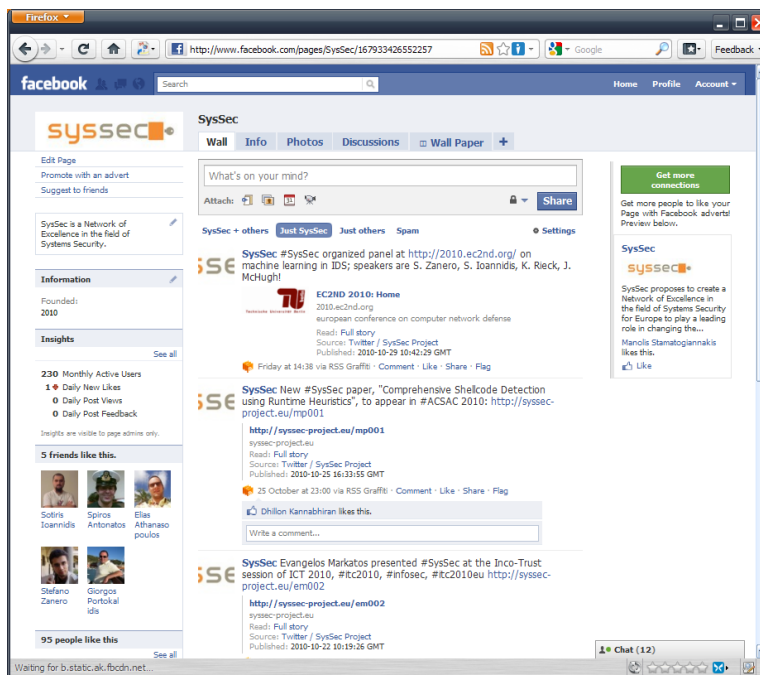 Firefox
http://www.facebook.com/pages/SysSec/167933426552257
Google
Feedback
facebook
Search
Home Profile Account
syssec
SysSec
Wall Info Photos Discussions Wall Paper +
Edit Page
Promote with an advert
Suggest to friends
SysSec is a Network of
Excellence in the field of
Systems Security.
Information
Founded:
2010
Insights
See all
230 Monthly Active Users
1 Daily New Likes
0 Daily Post Views
0 Daily Post Feedback
Insights are visible to page admins only.
5 friends like this.
Sotiris
Ioannidis
Spiros
Antonatos
Elias
Athanaso
poulos
Stefano
Zanero
Giorgos
Portokal
idis
95 people like this
See all
What's on your mind?
Attach:
31
Share
SysSec + others Just SysSec Just others Spam
Settings
SysSec #SysSec organized panel at http://2010.ec2nd.org/ on
machine learning in IDS; speakers are S. Zanero, S. Ioannidis, K. Rieck, J.
McHugh!
EC2ND 2010: Home
2010.ec2nd.org
european conference on computer network defense
Read: Full story
Source: Twitter / SysSec Project
Published: 2010-10-29 10:42:29 GMT
Friday at 14:38 via RSS Graffiti · Comment · Like · Share · Flag
SysSec New #SysSec paper, "Comprehensive Shellcode Detection
using Runtime Heuristics", to appear in #ACSAC 2010: http://syssec-
project.eu/mp001
http://syssec-project.eu/mp001
syssec-project.eu
Read: Full story
Source: Twitter / SysSec Project
Published: 2010-10-25 16:33:55 GMT
25 October at 23:00 via RSS Graffiti · Comment · Like · Share · Flag
Dhillon Kannabhiran likes this.
Write a comment...
SysSec Evangelos Markatos presented #SysSec at the Inco-Trust
session of ICT 2010, #itc2010, #infosec, #itc2010eu http://syssec-
project.eu/em002
http://syssec-project.eu/em002
syssec-project.eu
Read: Full story
Source: Twitter / SysSec Project
Published: 2010-10-22 10:19:26 GMT
Get more
connections
Get more people to like your
Page with Facebook adverts!
Preview below.
SysSec
syssec
SysSec proposes to create a
Network of Excellence in
the field of Systems Security
for Europe to play a leading
role in changing the...
Manolis Stamatogiannakis
likes this.
Like
Chat (12)
Waiting for b.static.ak.fbcdn.net...